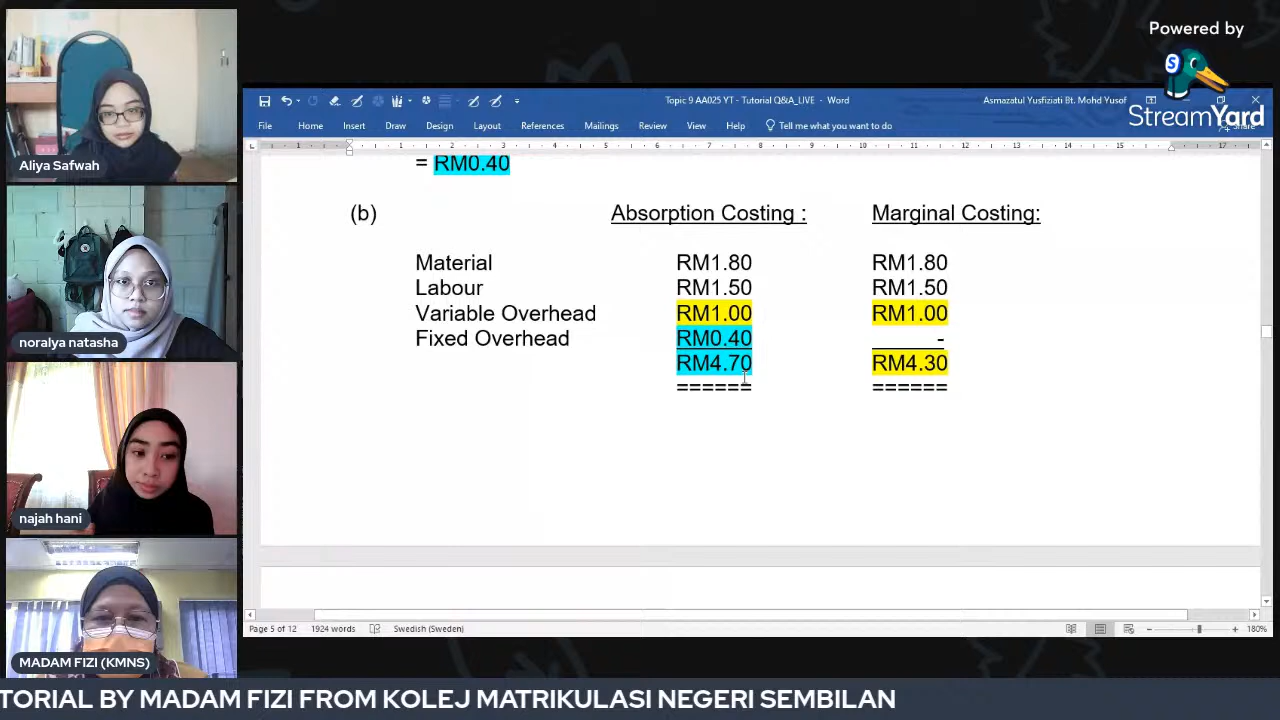 Powered by
StreamYard
Topic 9 AA025 YT - Tutorial Q&A_LIVE - Word
Asmazatul Yusfiziati Bt. Mohd Yusof
File Home Insert Draw Design Layout References Mailings Review View Help Tell me what you want to do
Share
= RM0.40
(b) Absorption Costing : Marginal Costing:
Material RM1.80 RM1.80
Labour RM1.50 RM1.50
Variable Overhead RM1.00 RM1.00
Fixed Overhead RM0.40 -
RM4.70 RM4.30
====== ======
Page 5 of 12 1924 words Swedish (Sweden) 180%
Aliya Safwah
noralya natasha
najah hani
MADAM FIZI (KMNS)
TORIAL BY MADAM FIZI FROM KOLEJ MATRIKULASI NEGERI SEMBILAN